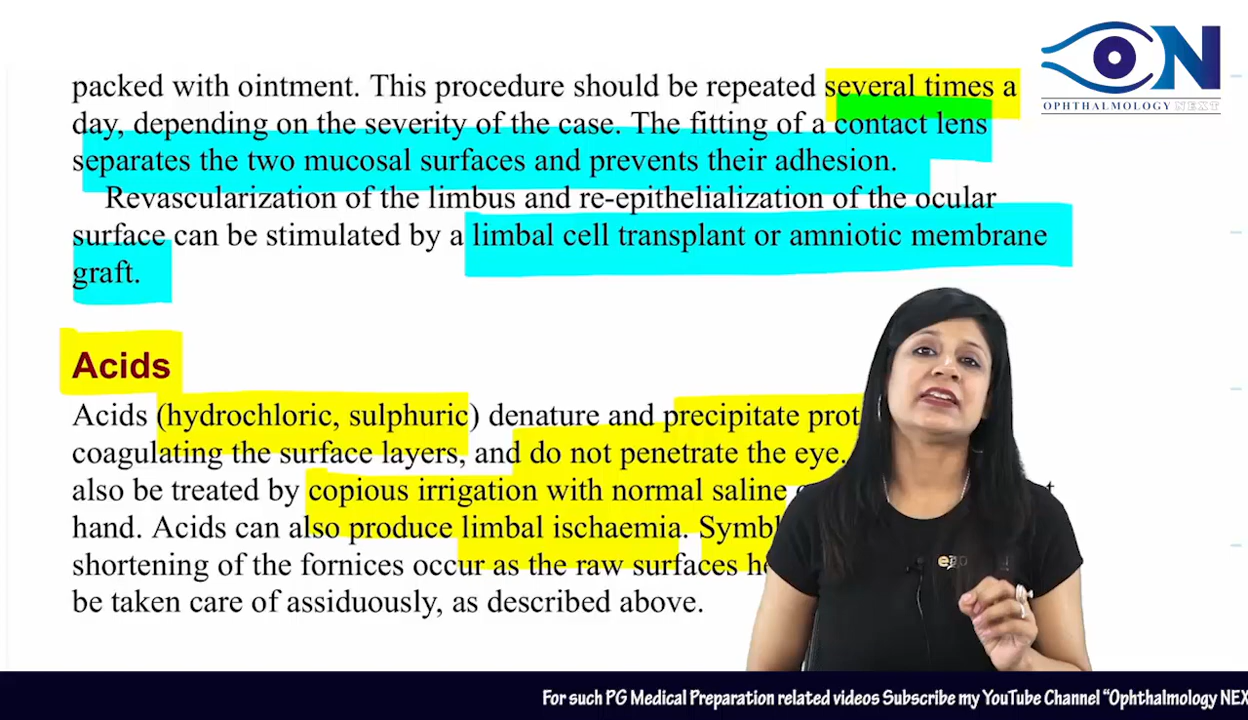 packed with ointment. This procedure should be repeated several times a
day, depending on the severity of the case. The fitting of a contact lens
separates the two mucosal surfaces and prevents their adhesion.
Revascularization of the limbus and re-epithelialization of the ocular
surface can be stimulated by a limbal cell transplant or amniotic membrane
graft.
Acids
Acids (hydrochloric, sulphuric) denature and precipitate prot
coagulating the surface layers, and do not penetrate the eye.
also be treated by copious irrigation with normal saline
hand. Acids can also produce limbal ischaemia. Symbl
shortening of the fornices occur as the raw surfaces he
be taken care of assiduously, as described above.
ON
OPHTHALMOLOGY NEXT
For such PG Medical Preparation related videos Subscribe my YouTube Channel "Ophthalmology NEX